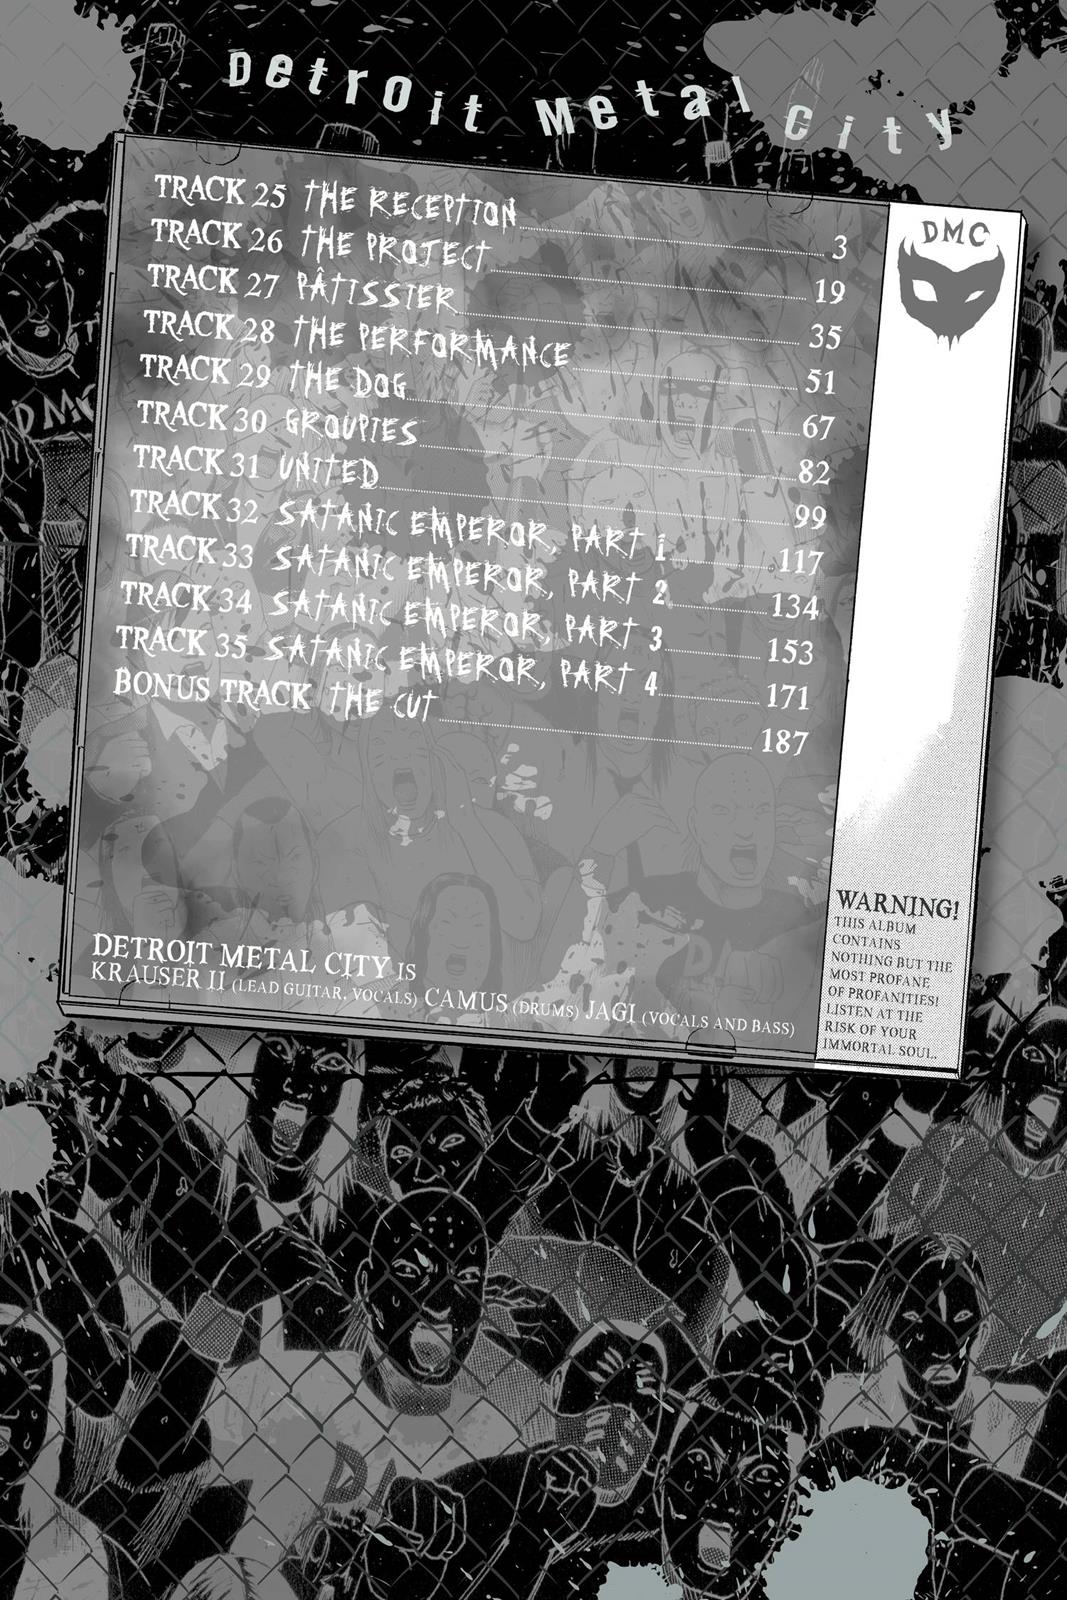 Detroit Metal City
TRACK 25 THE RECEPTION 3
TRACK 26 THE PROJECT 19
TRACK 27 PÂTISSIER 35
TRACK 28 THE PERFORMANCE 51
TRACK 29 THE DOG 67
TRACK 30 GROUPIES 82
TRACK 31 UNITED 99
TRACK 32 SATANIC EMPEROR, PART 1 117
TRACK 33 SATANIC EMPEROR, PART 2 134
TRACK 34 SATANIC EMPEROR, PART 3 153
TRACK 35 SATANIC EMPEROR, PART 4 171
BONUS TRACK THE CUT 187
DETROIT METAL CITY IS
KRAUSER II (LEAD GUITAR, VOCALS) CAMUS (DRUMS) JAGI (VOCALS AND BASS)
DMC
WARNING!
THIS ALBUM
CONTAINS
NOTHING BUT THE
MOST PROFANE
OF PROFANITIES!
LISTEN AT THE
RISK OF YOUR
IMMORTAL SOUL.
DMC